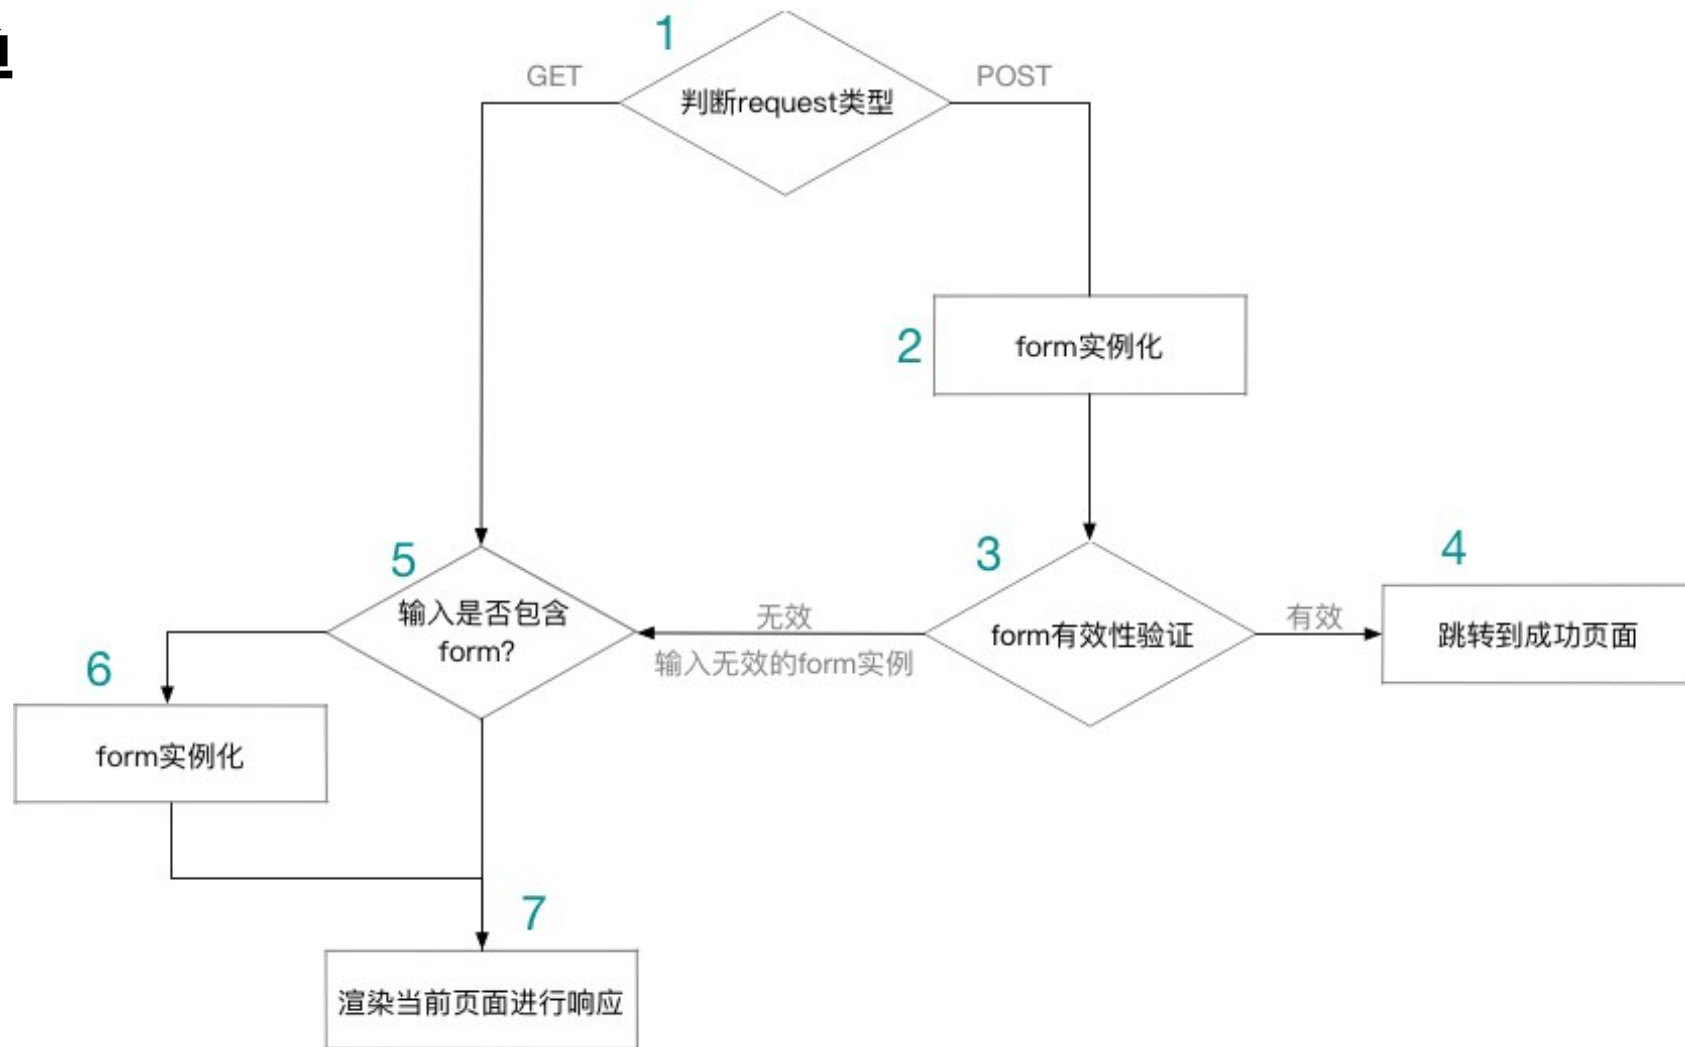 1
GET
POST
判断request类型
2
form实例化
5
3
4
输入是否包含
form?
无效
输入无效的form实例
form有效性验证
有效
跳转到成功页面
6
form实例化
7
渲染当前页面进行响应